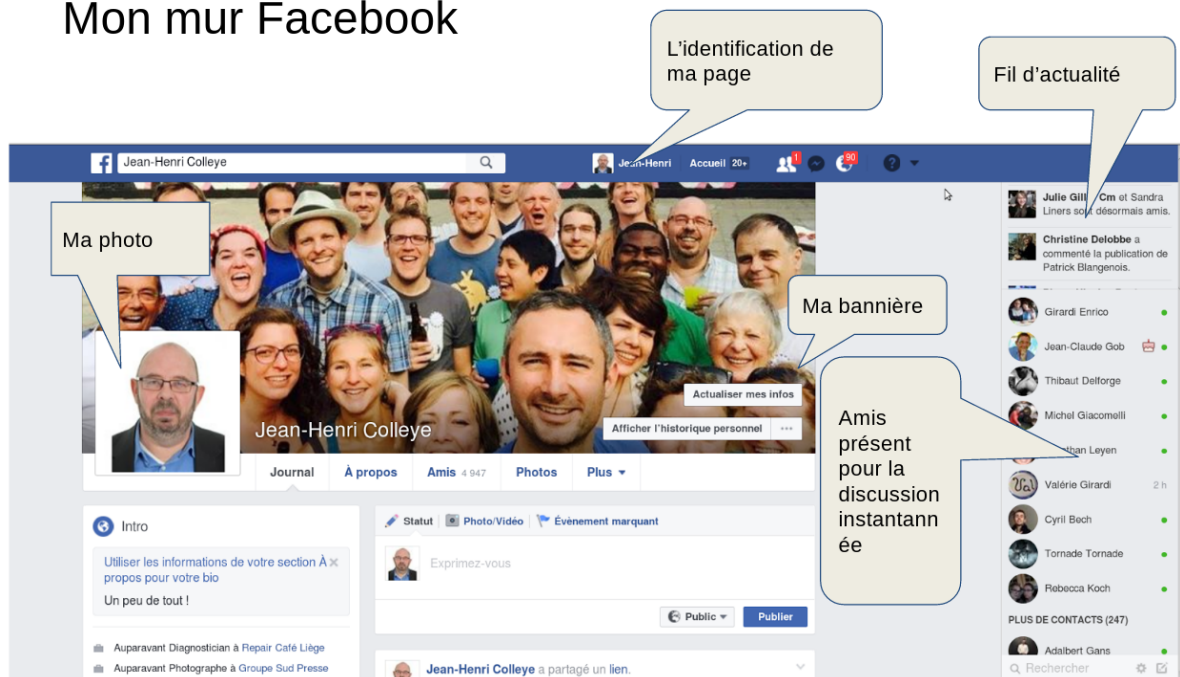 Mon mur Facebook
L'identification de
ma page
Fil d'actualité
f
Jean-Henri Colleye
Jean-Henri
Accueil 20+
1
90
?
Ma photo
Julie Gill Cm et Sandra
Liners sont désormais amis.
Christine Delobbe a
commenté la publication de
Patrick Blangenois.
Ma bannière
Girardi Enrico
Jean-Claude Gob
Thibaut Delforge
Michel Giacomelli
Leyen
Valérie Girardi 2 h
Cyril Bech
Tornade Tornade
Rebecca Koch
PLUS DE CONTACTS (247)
Adalbert Gans
Rechercher
Amis
présent
pour la
discussion
instantann
ée
Actualiser mes infos
Afficher l'historique personnel ...
Jean-Henri Colleye
Journal À propos Amis 4 947 Photos Plus
Intro
Utiliser les informations de votre section À
propos pour votre bio
Un peu de tout !
Auparavant Diagnostician à Repair Café Liège
Auparavant Photographe à Groupe Sud Presse
Statut Photo/Vidéo Évènement marquant
Exprimez-vous
Public Publier
Jean-Henri Colleye a partagé un lien.